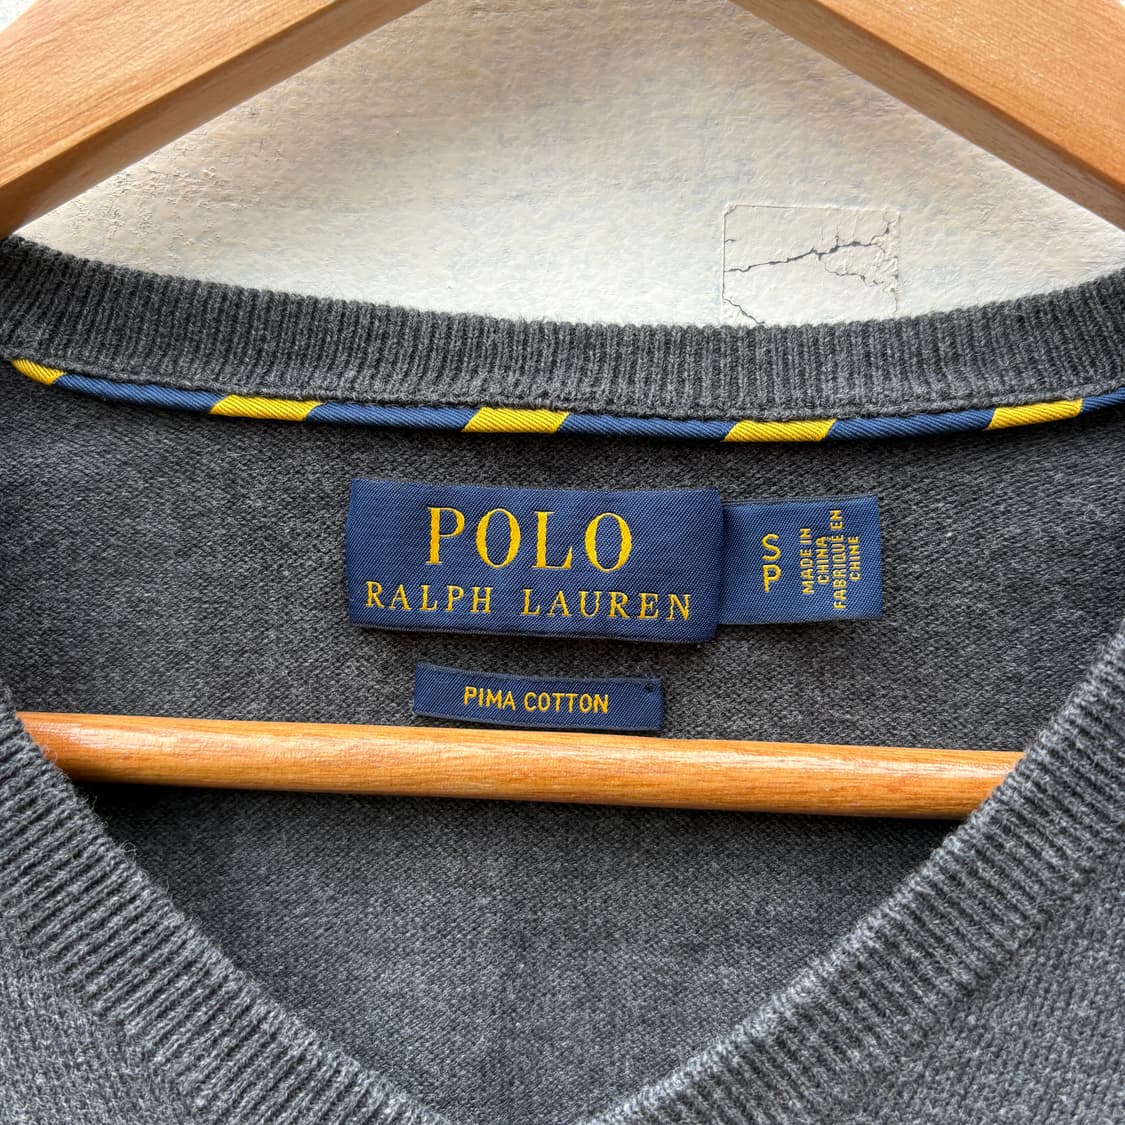 POLO
RALPH LAUREN
S
P
MADE IN
CHINA
FABRIQUÉ EN
CHINE
PIMA COTTON